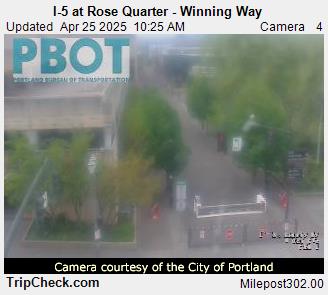 I-5 at Rose Quarter - Winning Way
Updated Apr 25 2025 10:25 AM Camera 4
PBOT
PORTLAND BUREAU OF TRANSPORTATION
Camera courtesy of the City of Portland
TripCheck.com Milepost302.00